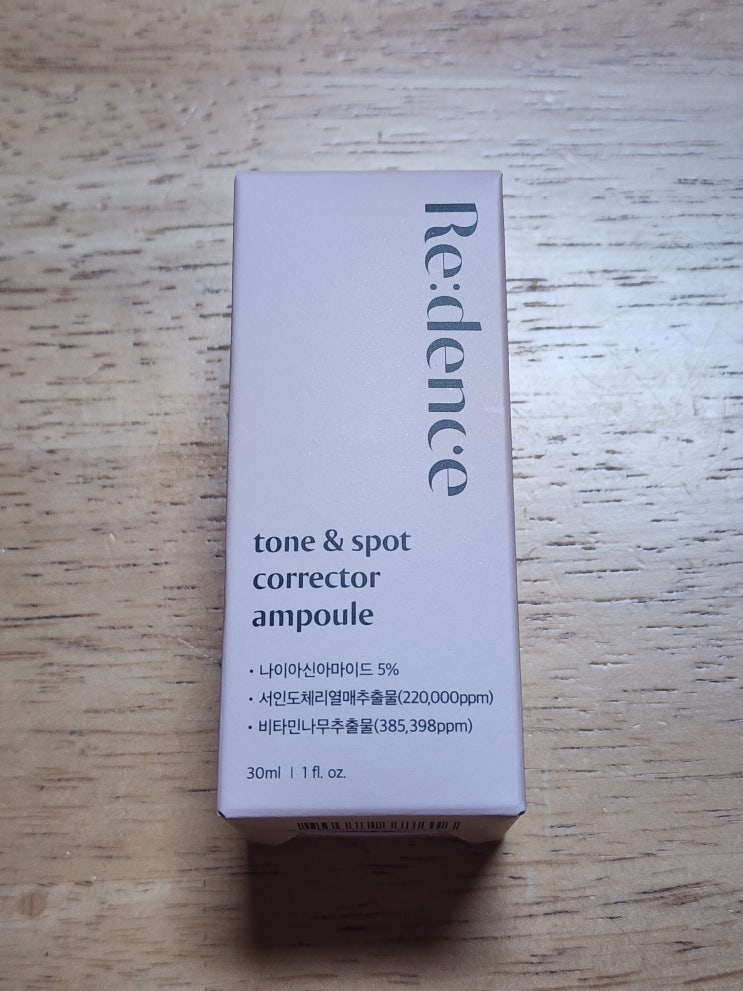 Re:dence
tone & spot
corrector
ampoule
• 나이아신아마이드 5%
• 서인도체리열매추출물(220,000ppm)
• 비타민나무추출물(385,398ppm)
30ml | 1 fl. oz.